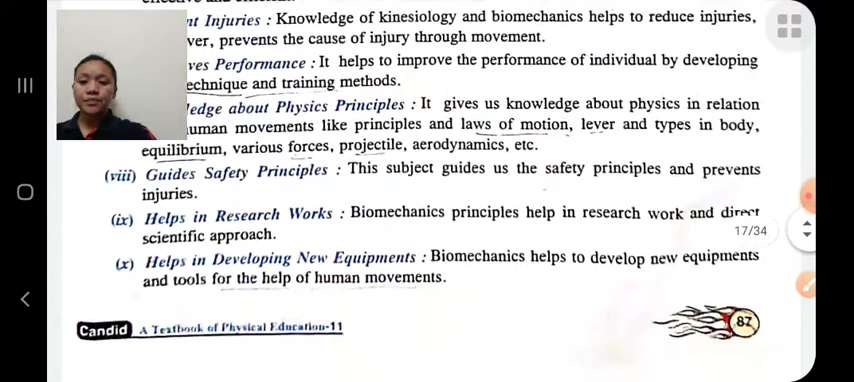 nt Injuries : Knowledge of kinesiology and biomechanics helps to reduce injuries,
ver, prevents the cause of injury through movement.
ves Performance : It helps to improve the performance of individual by developing
echnique and training methods.
ledge about Physics Principles : It gives us knowledge about physics in relation
uman movements like principles and laws of motion, lever and types in body,
equilibrium, various forces, projectile, aerodynamics, etc.
(viii) Guides Safety Principles : This subject guides us the safety principles and prevents
injuries.
(ix) Helps in Research Works : Biomechanics principles help in research work and direct
scientific approach.
17/34
(x) Helps in Developing New Equipments : Biomechanics helps to develop new equipments
and tools for the help of human movements.
Candid A Textbook of Physical Education-11
87